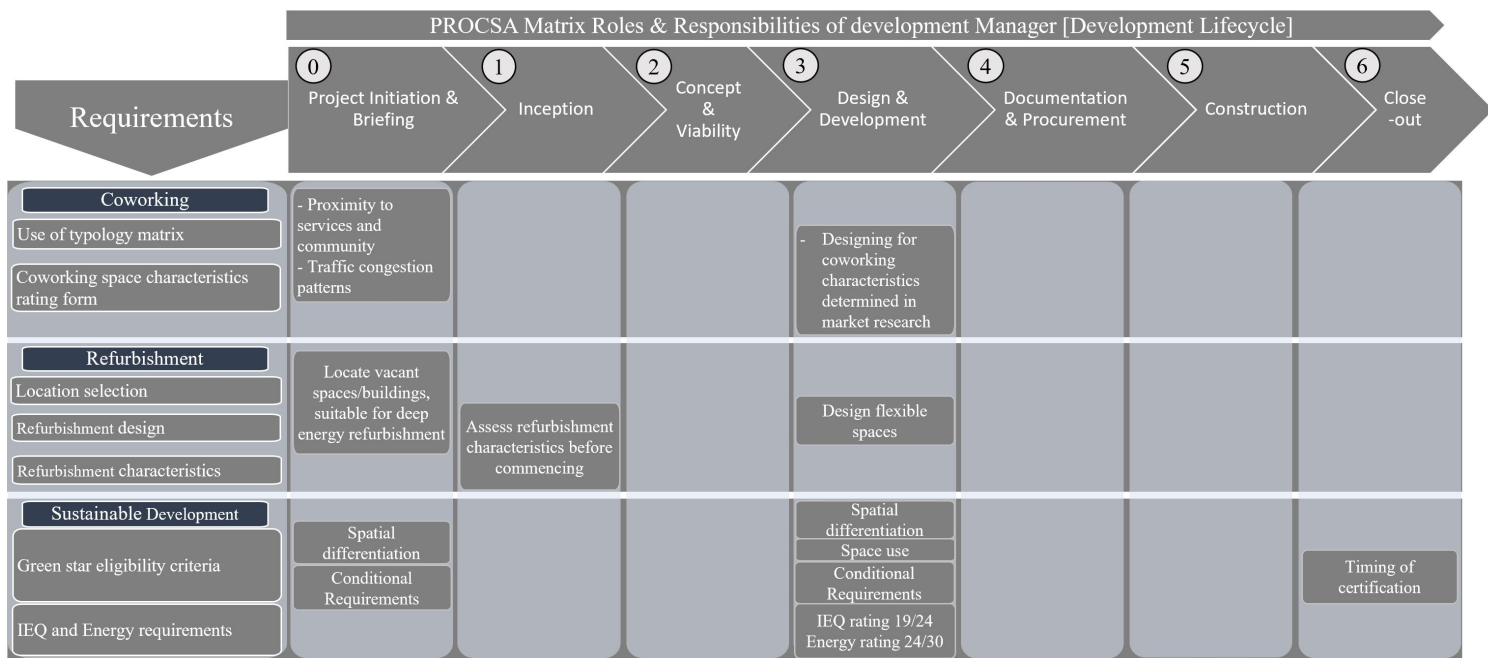 PROCSA Matrix Roles & Responsibilities of development Manager [Development Lifecycle]
Requirements
0
Project Initiation &
Briefing
1
Inception
2
Concept
&
Viability
3
Design &
Development
4
Documentation
& Procurement
5
Construction
6
Close
-out
Coworking
Use of typology matrix
Coworking space characteristics
rating form
- Proximity to
services and
community
- Traffic congestion
patterns
- Designing for
coworking
characteristics
determined in
market research
Refurbishment
Location selection
Refurbishment design
Refurbishment characteristics
Locate vacant
spaces/buildings,
suitable for deep
energy refurbishment
Assess refurbishment
characteristics before
commencing
Design flexible
spaces
Sustainable Development
Green star eligibility criteria
IEQ and Energy requirements
Spatial
differentiation
Conditional
Requirements
Spatial
differentiation
Space use
Conditional
Requirements
IEQ rating 19/24
Energy rating 24/30
Timing of
certification